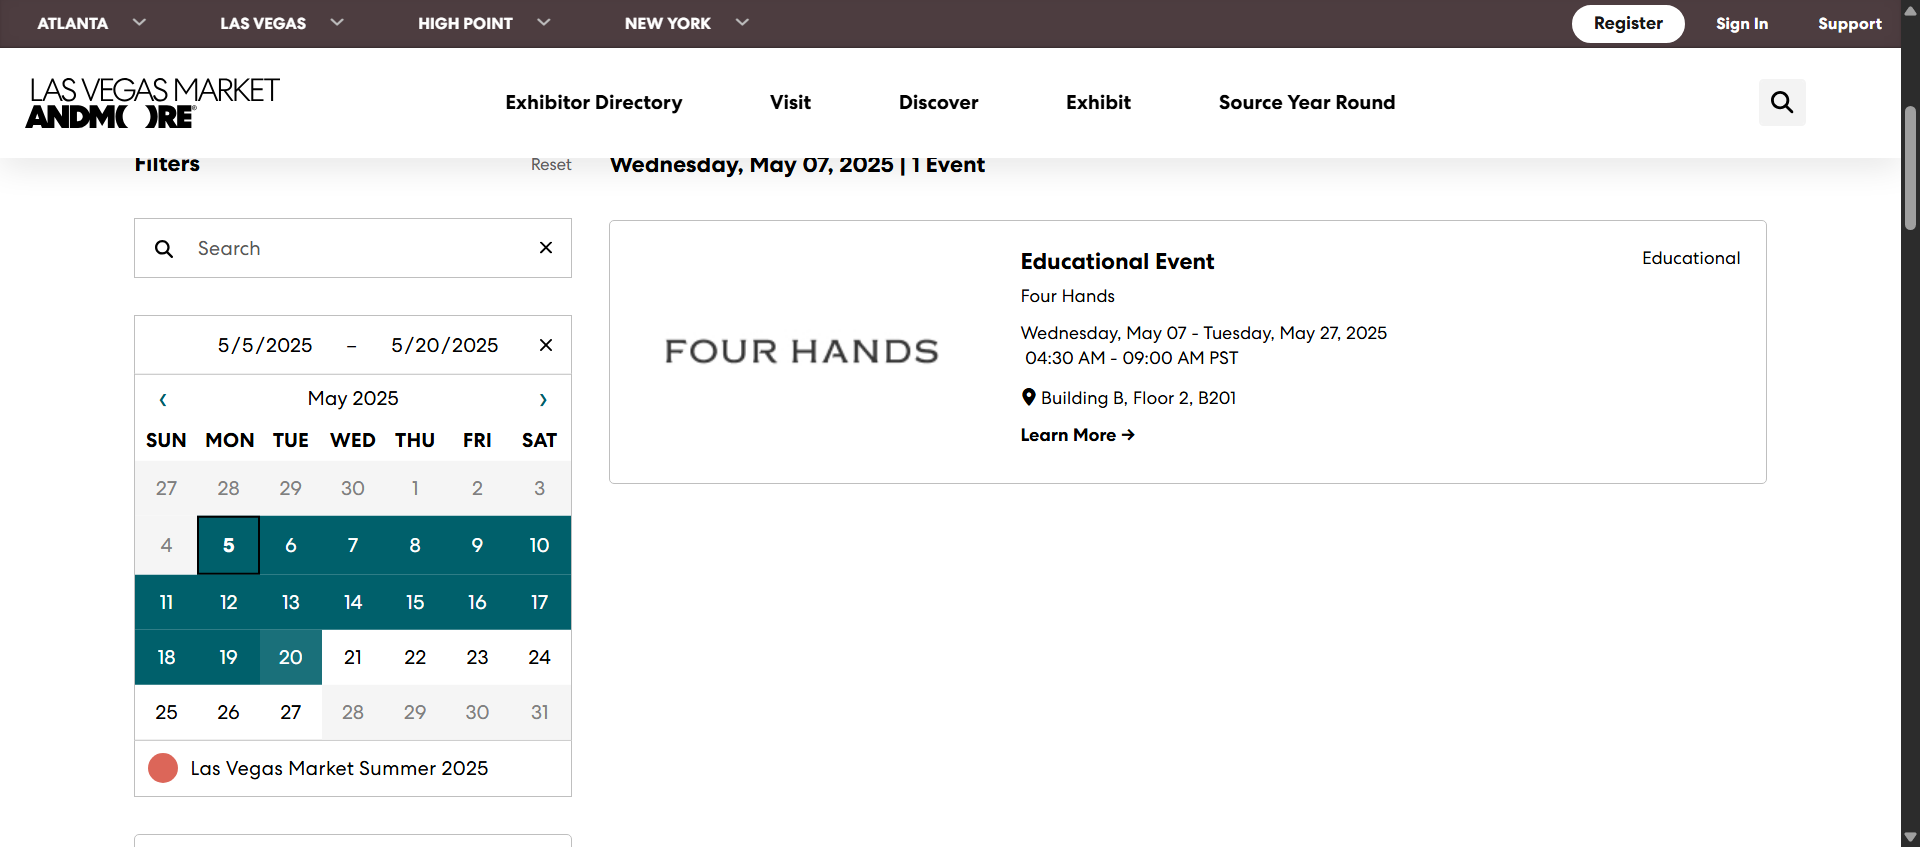 ATLANTA LAS VEGAS HIGH POINT NEW YORK Register Sign In Support
LAS VEGAS MARKET
ANDMORE®
Exhibitor Directory Visit Discover Exhibit Source Year Round
Filters Reset
Wednesday, May 07, 2025 | 1 Event
Search
5/5/2025 – 5/20/2025
May 2025
SUN MON TUE WED THU FRI SAT
27 28 29 30 1 2 3
4 5 6 7 8 9 10
11 12 13 14 15 16 17
18 19 20 21 22 23 24
25 26 27 28 29 30 31
Las Vegas Market Summer 2025
FOUR HANDS
Educational Event
Educational
Four Hands
Wednesday, May 07 - Tuesday, May 27, 2025
04:30 AM - 09:00 AM PST
Building B, Floor 2, B201
Learn More →